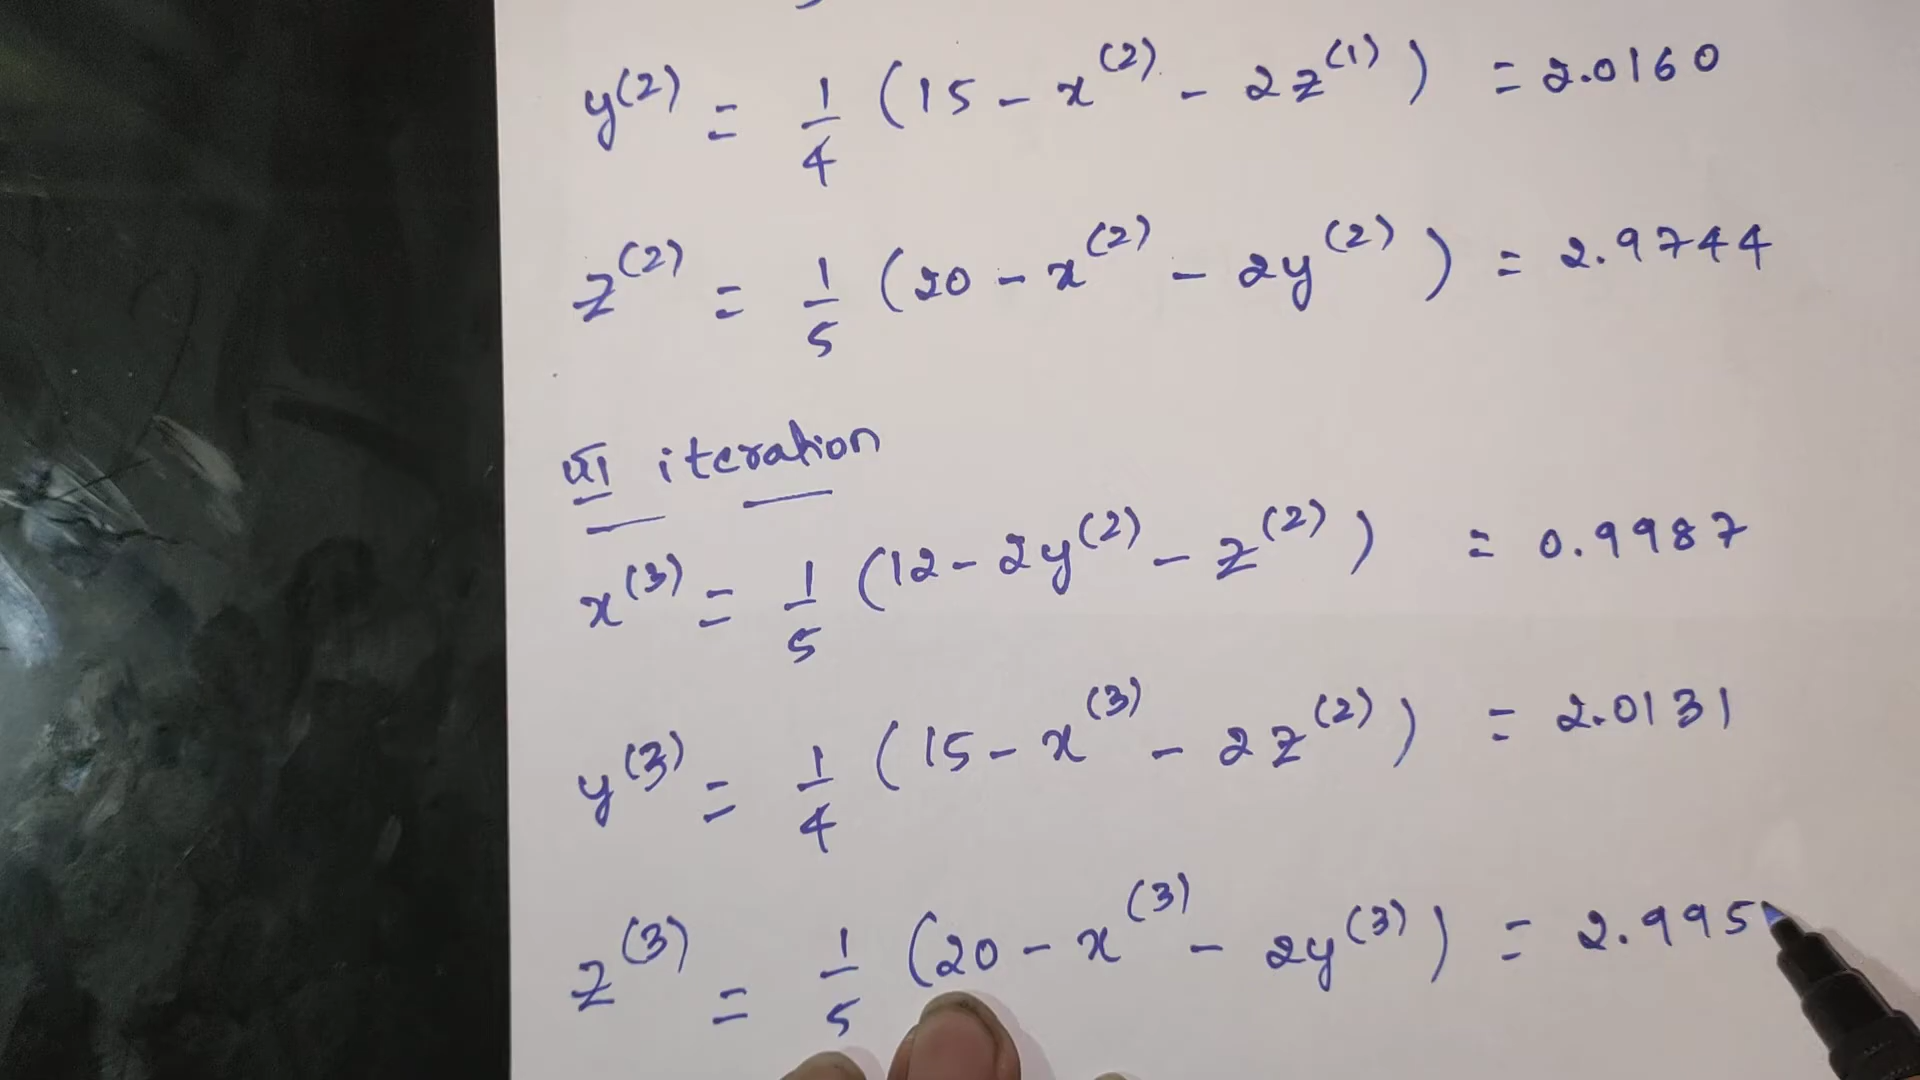 y^(2) = 1/4 (15 - x^(2) - 2z^(1)) = 2.0160
z^(2) = 1/5 (20 - x^(2) - 2y^(2)) = 2.9744
iteration
x^(3) = 1/5 (12 - 2y^(2) - z^(2)) = 0.9987
y^(3) = 1/4 (15 - x^(3) - 2z^(2)) = 2.0131
z^(3) = 1/5 (20 - x^(3) - 2y^(3)) = 2.995